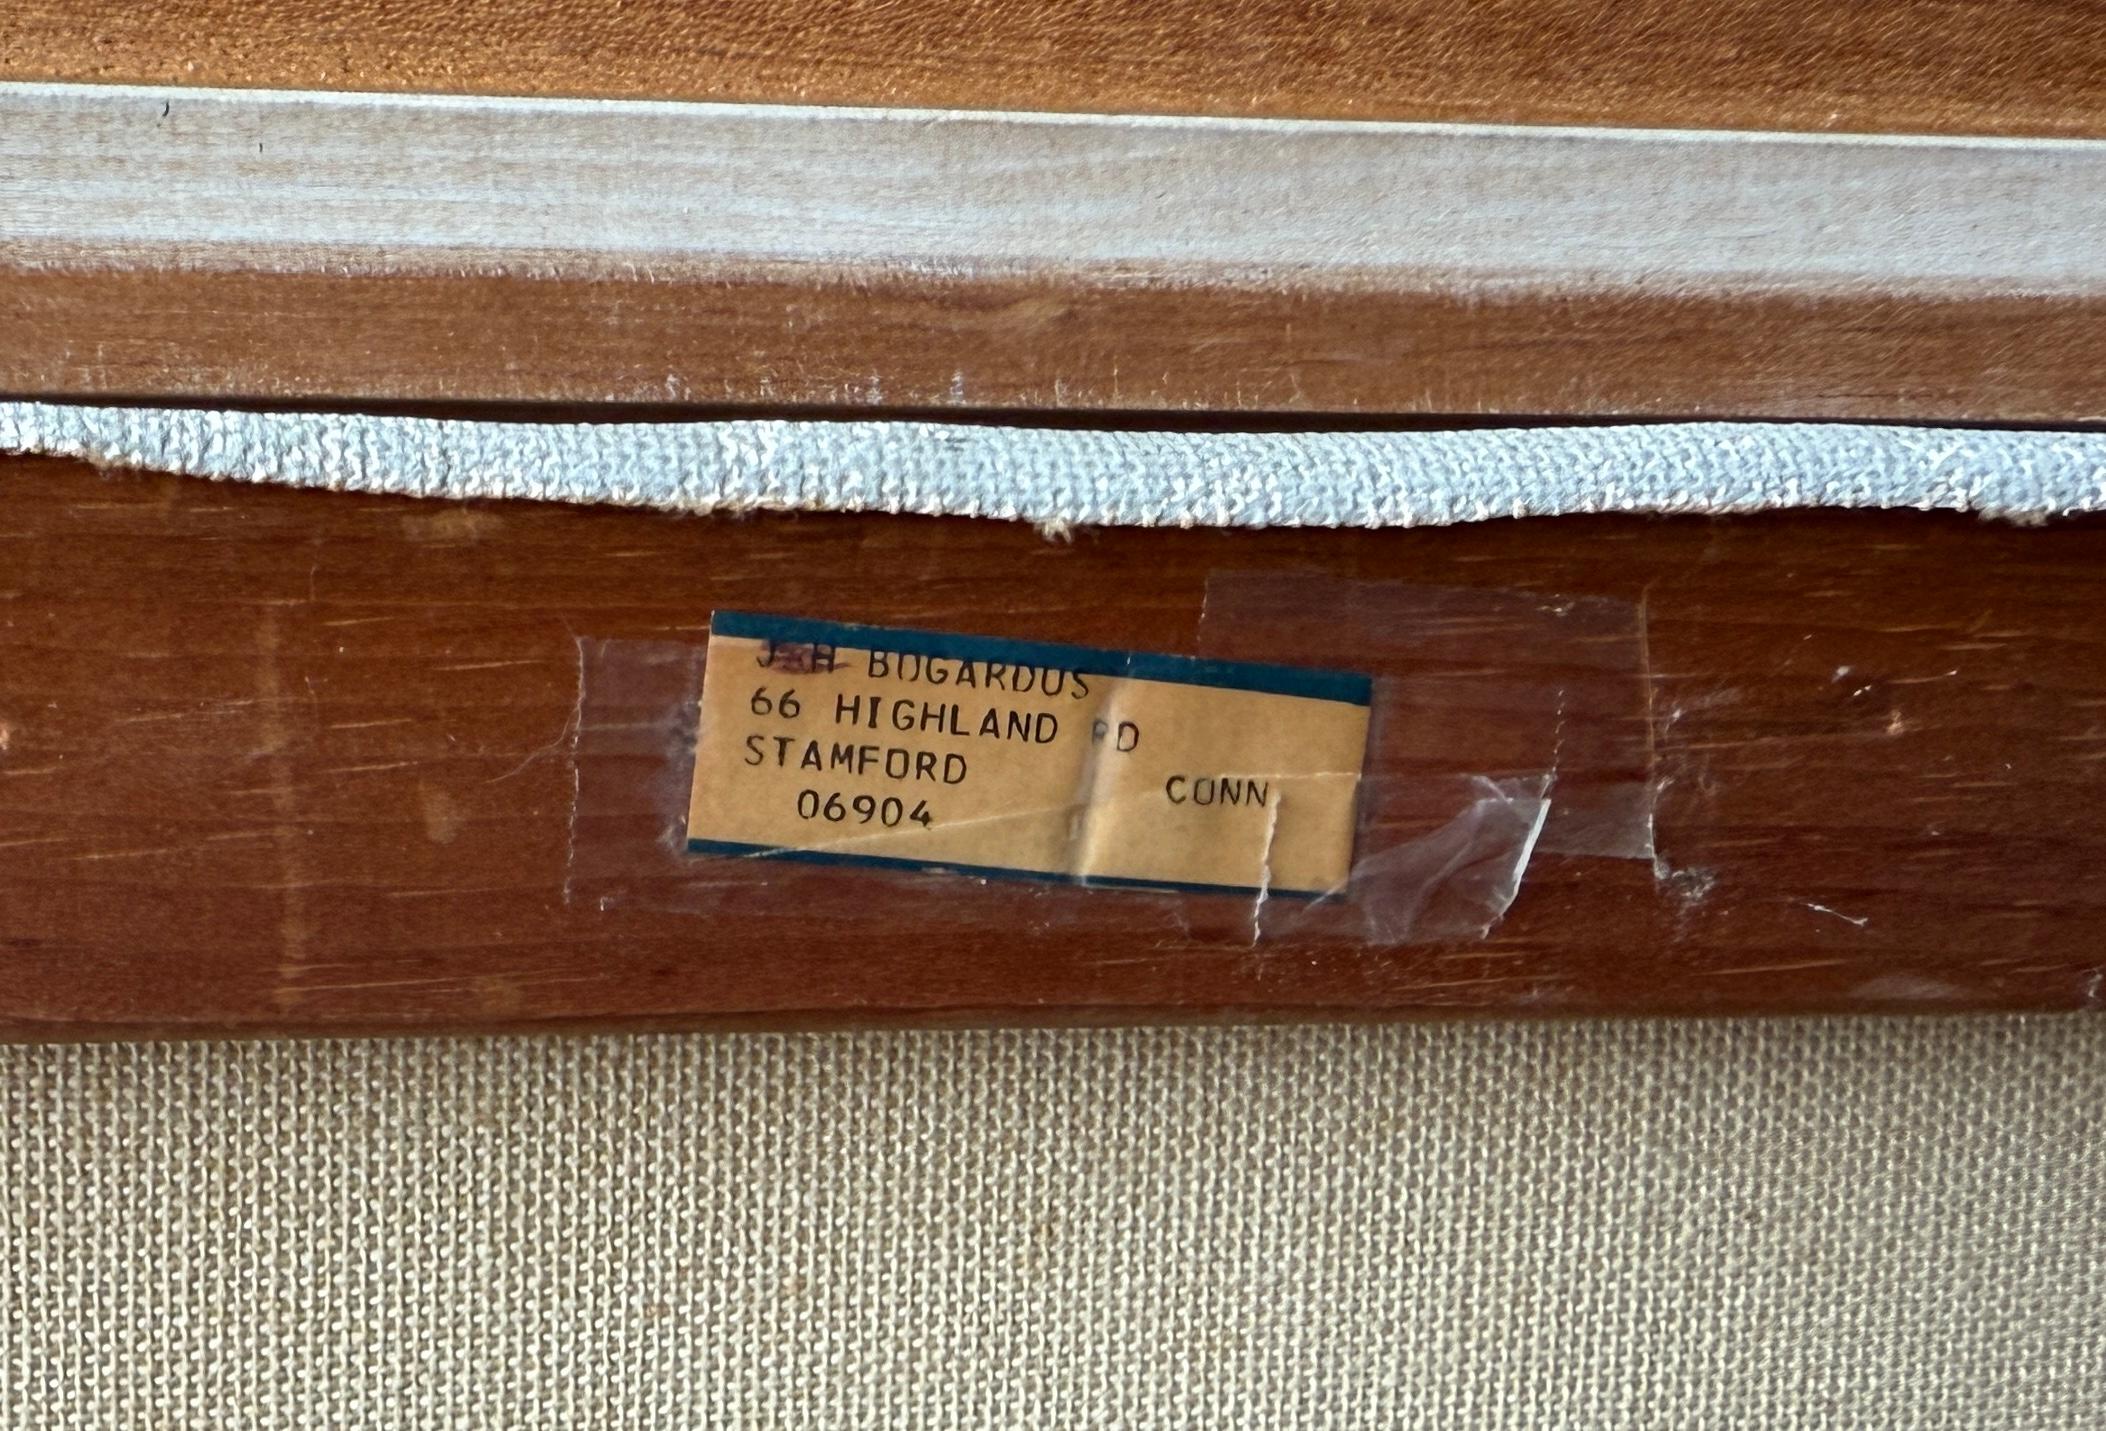 J H BOGARDUS
66 HIGHLAND RD
STAMFORD CONN
06904